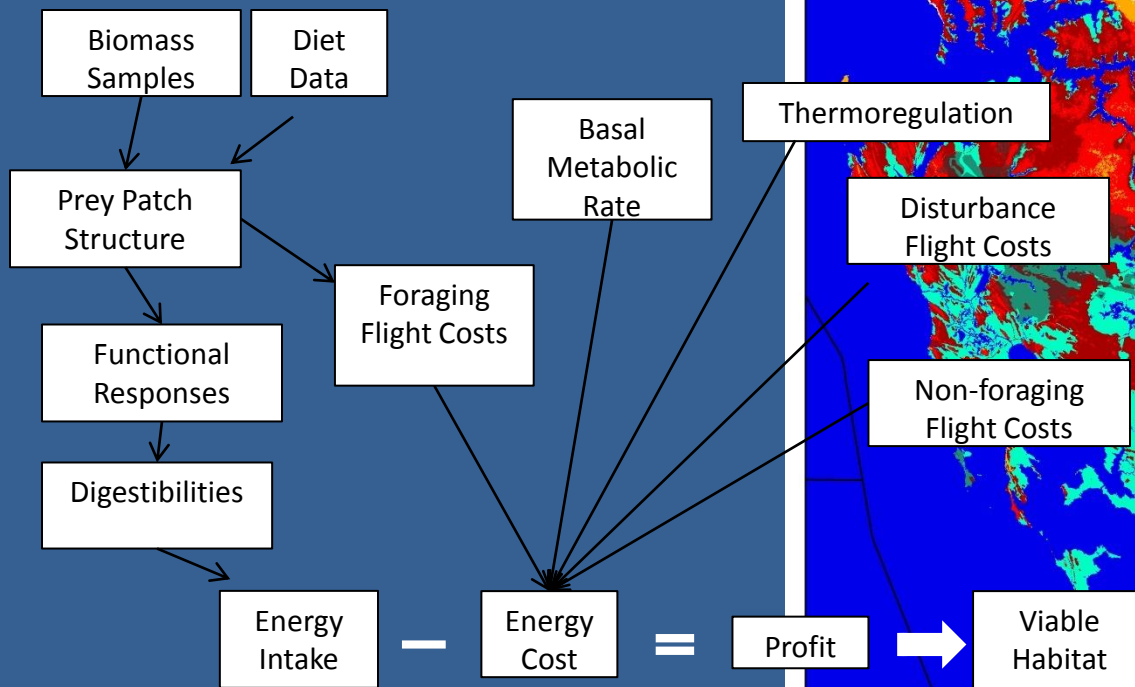 Biomass
Samples
Diet
Data
Basal
Metabolic
Rate
Thermoregulation
Prey Patch
Structure
Disturbance
Flight Costs
Foraging
Flight Costs
Functional
Responses
Non-foraging
Flight Costs
Digestibilities
Energy
Intake
—
Energy
Cost
=
Profit
Viable
Habitat